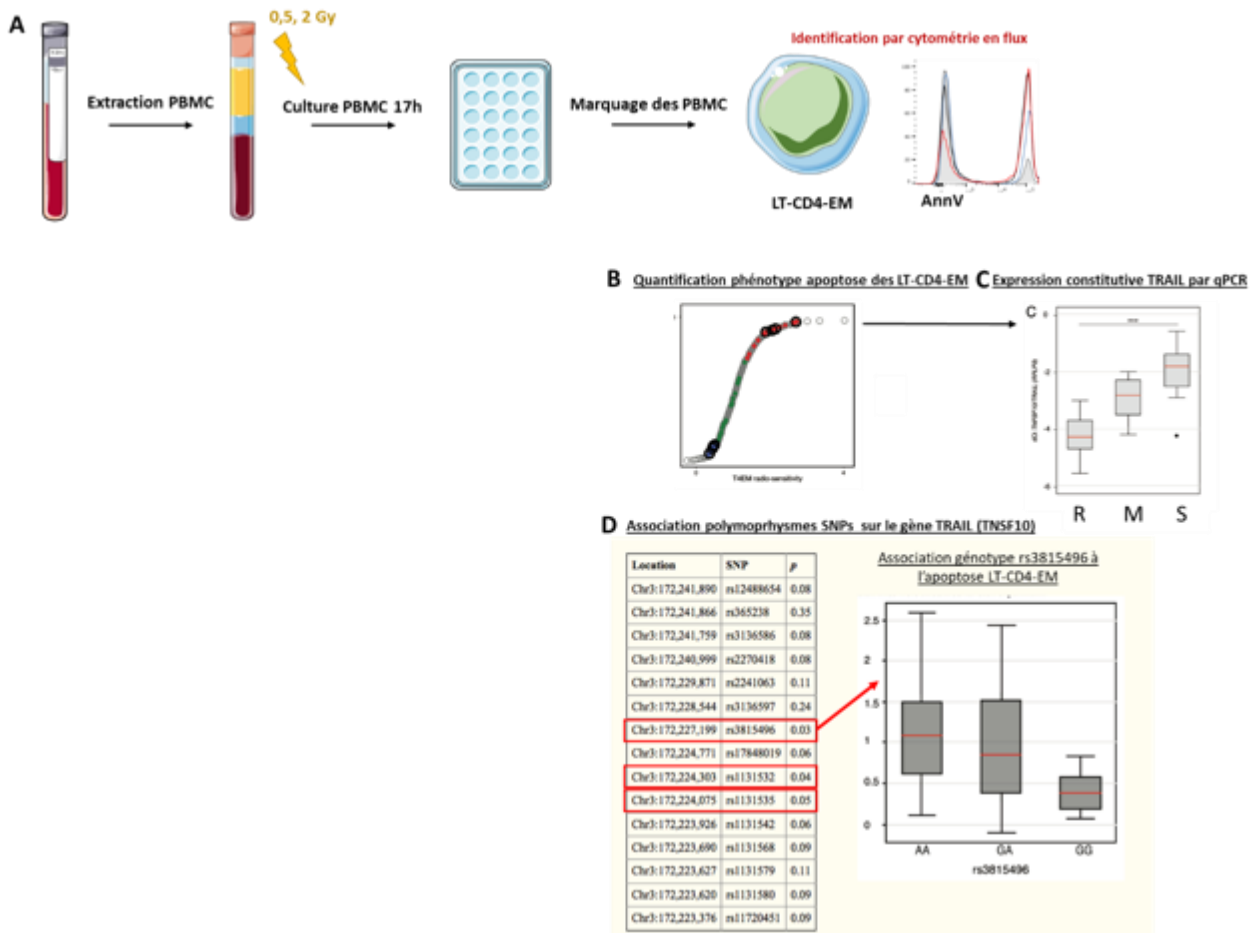 A
0,5, 2 Gy
Identification par cytométrie en flux
Extraction PBMC
Culture PBMC 17h
Marquage des PBMC
LT-CD4-EM
AnnV
B Quantification phénotype apoptose des LT-CD4-EM
C Expression constitutive TRAIL par qPCR
C
1
0
4
T4EM radio-sensitivity
0
-2
-4
-6
R M S
D Association polymoprhysmes SNPs sur le gène TRAIL (TNSF10)
Location SNP p
Chr3:172,241,890 rs12488654 0.08
Chr3:172,241,866 rs365238 0.35
Chr3:172,241,759 rs3136586 0.08
Chr3:172,240,999 rs2270418 0.08
Chr3:172,229,871 rs2241063 0.11
Chr3:172,228,544 rs3136597 0.24
Chr3:172,227,199 rs3815496 0.03
Chr3:172,224,771 rs17848019 0.06
Chr3:172,224,303 rs1131532 0.04
Chr3:172,224,075 rs1131535 0.05
Chr3:172,223,926 rs1131542 0.06
Chr3:172,223,690 rs1131568 0.09
Chr3:172,223,627 rs1131579 0.11
Chr3:172,223,620 rs1131580 0.09
Chr3:172,223,376 rs11720451 0.09
Association génotype rs3815496 à
l'apoptose LT-CD4-EM
2.5
2
1.5
1
0.5
0
AA GA GG
rs3815496